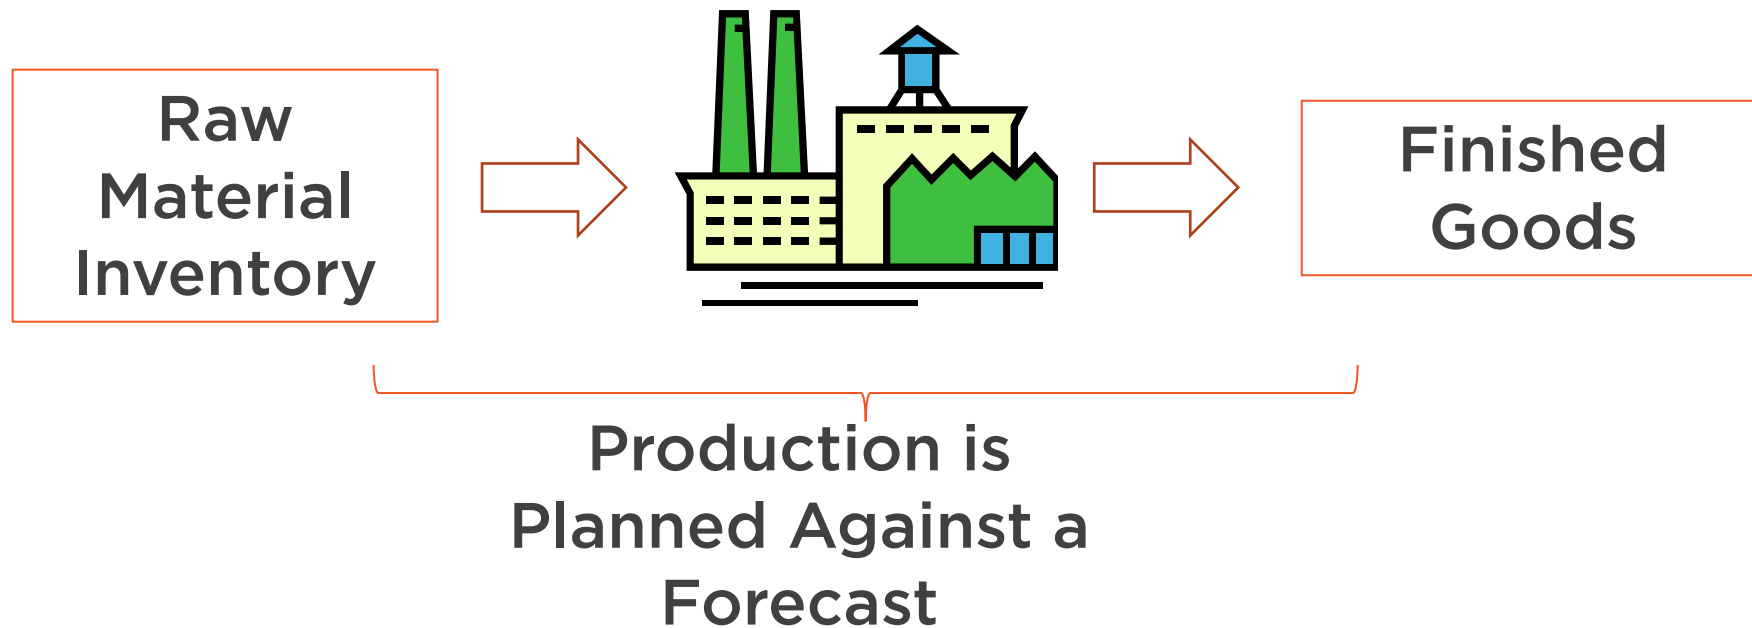 Raw
Material
Inventory
Finished
Goods
Production is
Planned Against a
Forecast